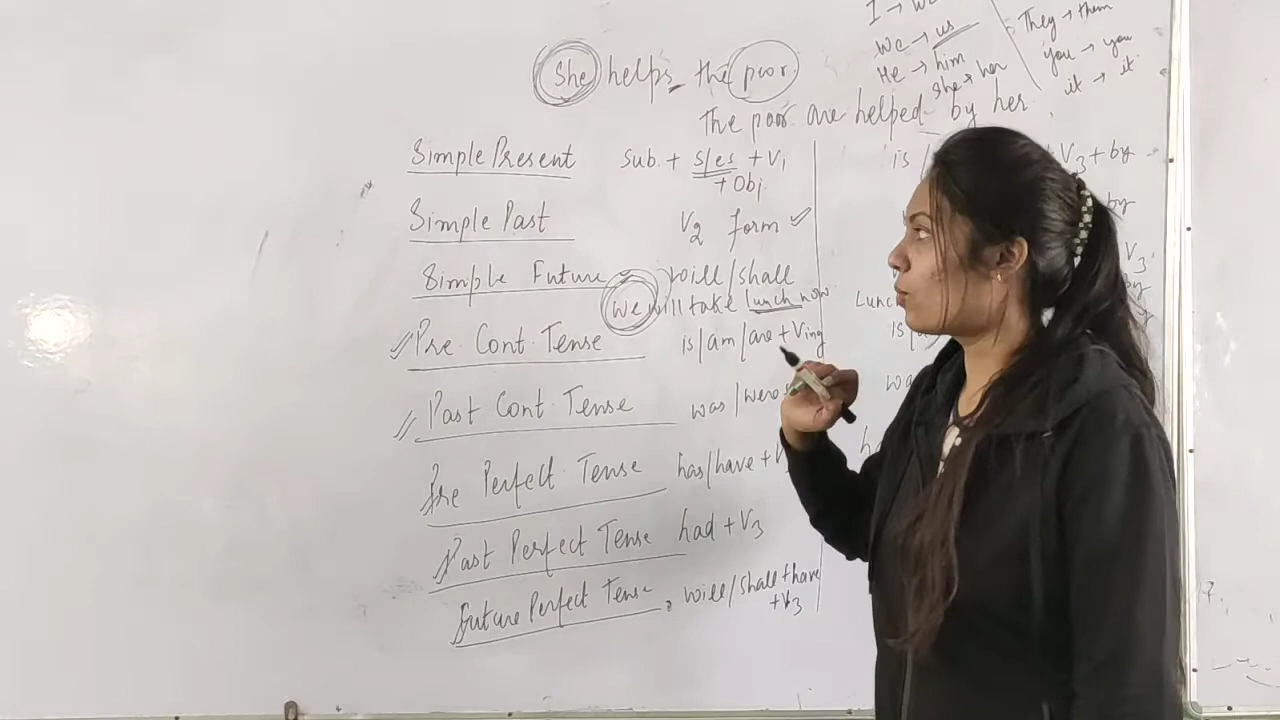 I → We
We → us
He → him
She → her
They → them
you → you
it → it
She helps the poor.
The poor are helped by her
Simple Present sub. + s/es + V1 + Obj.
is / + V3 + by
Simple Past V2 form
by
Simple Future will/shall
V3
We will take lunch now
Lunch
by
Pre Cont. Tense is/am/are + Ving
is/
Past Cont. Tense was/were
wa
Pre Perfect Tense has/have +
ha
Past Perfect Tense had + V3
Future Perfect Tense, will/shall + have + V3